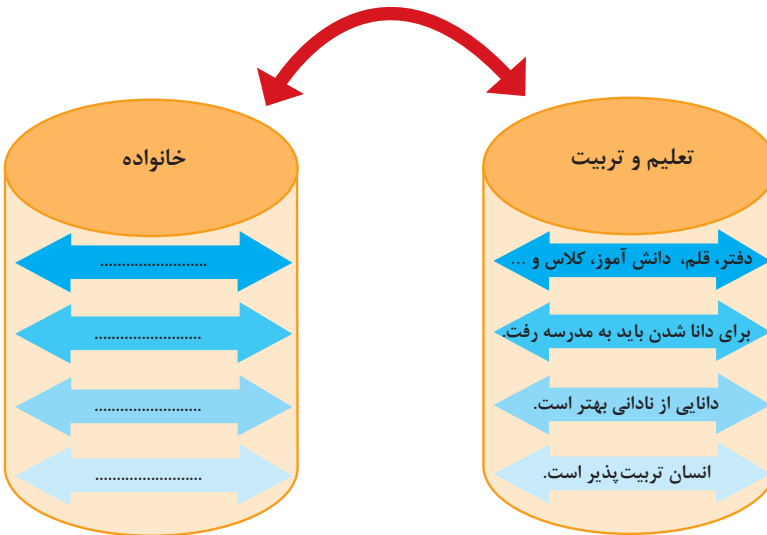 تعلیم و تربیت
دفتر، قلم، دانش آموز، کلاس و ...
برای دانا شدن باید به مدرسه رفت.
دانایی از نادانی بهتر است.
انسان تربیت‌پذیر است.
خانواده
.........................
.........................
.........................
.........................